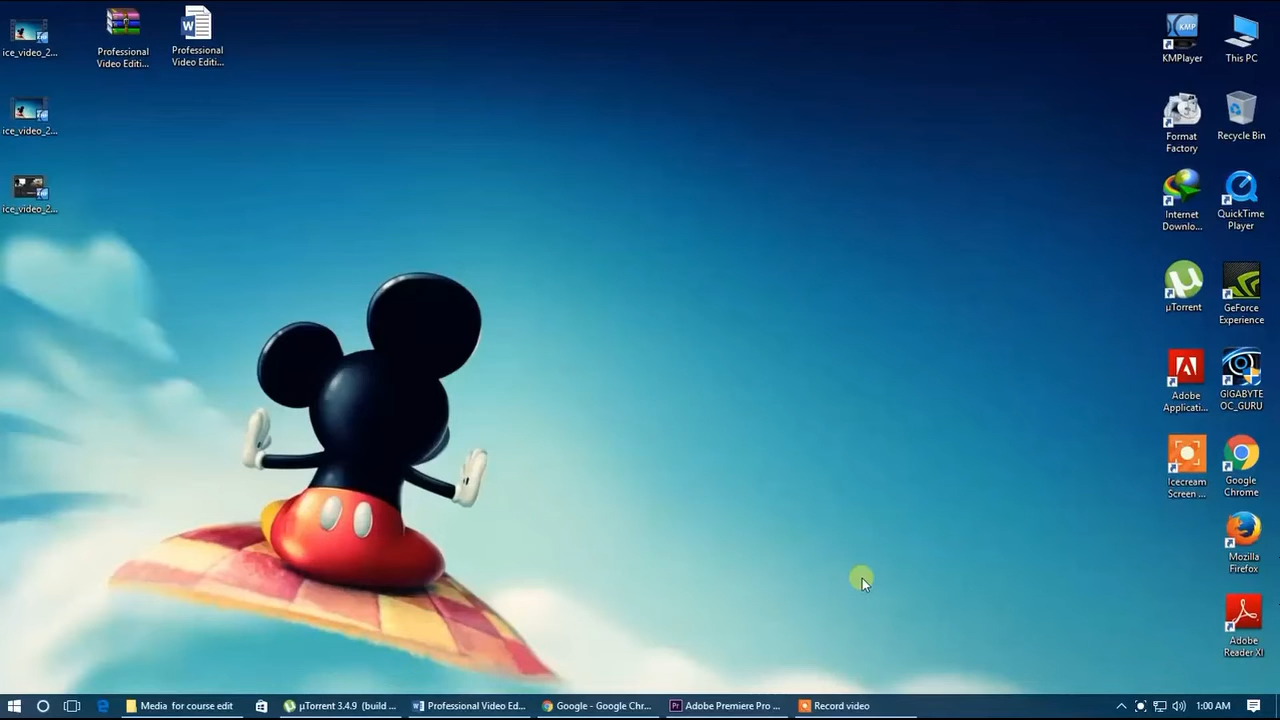 ice_video_2...
Professional
Video Editi...
Professional
Video Editi...
ice_video_2...
ice_video_2...
KMP
KMPlayer
This PC
Format
Factory
Recycle Bin
Internet
Downlo...
QuickTime
Player
µTorrent
GeForce
Experience
Adobe
Applicati...
GIGABYTE
OC_GURU
Icecream
Screen ...
Google
Chrome
Mozilla
Firefox
Adobe
Reader XI
Media for course edit
µTorrent 3.4.9 (build ...
Professional Video Ed...
Google - Google Chr...
Adobe Premiere Pro ...
Record video
1:00 AM